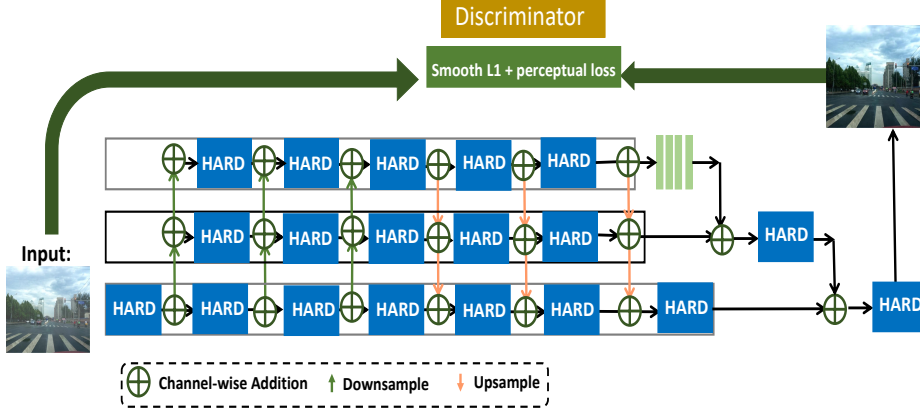 Discriminator
Smooth L1 + perceptual loss
HARD HARD HARD HARD HARD
HARD HARD HARD HARD HARD HARD
Input:
HARD HARD HARD HARD HARD HARD HARD HARD
Channel-wise Addition Downsample Upsample